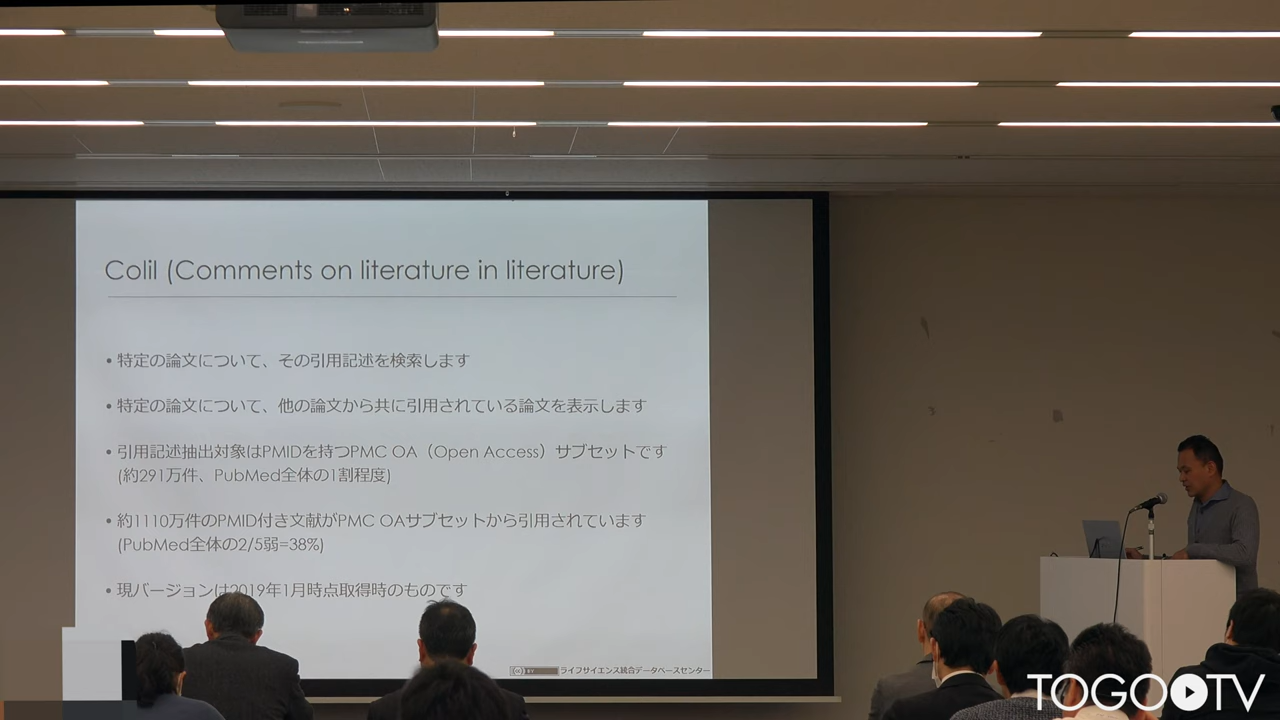 Colil (Comments on literature in literature)
• 特定の論文について、その引用記述を検索します
• 特定の論文について、他の論文から共に引用されている論文を表示します
• 引用記述抽出対象はPMIDを持つPMC OA（Open Access）サブセットです
(約291万件、PubMed全体の1割程度)
• 約1110万件のPMID付き文献がPMC OAサブセットから引用されています
(PubMed全体の2/5弱=38%)
• 現バージョンは2019年1月時点取得時のものです
cc BY ライフサイエンス統合データベースセンター
TOGOTV